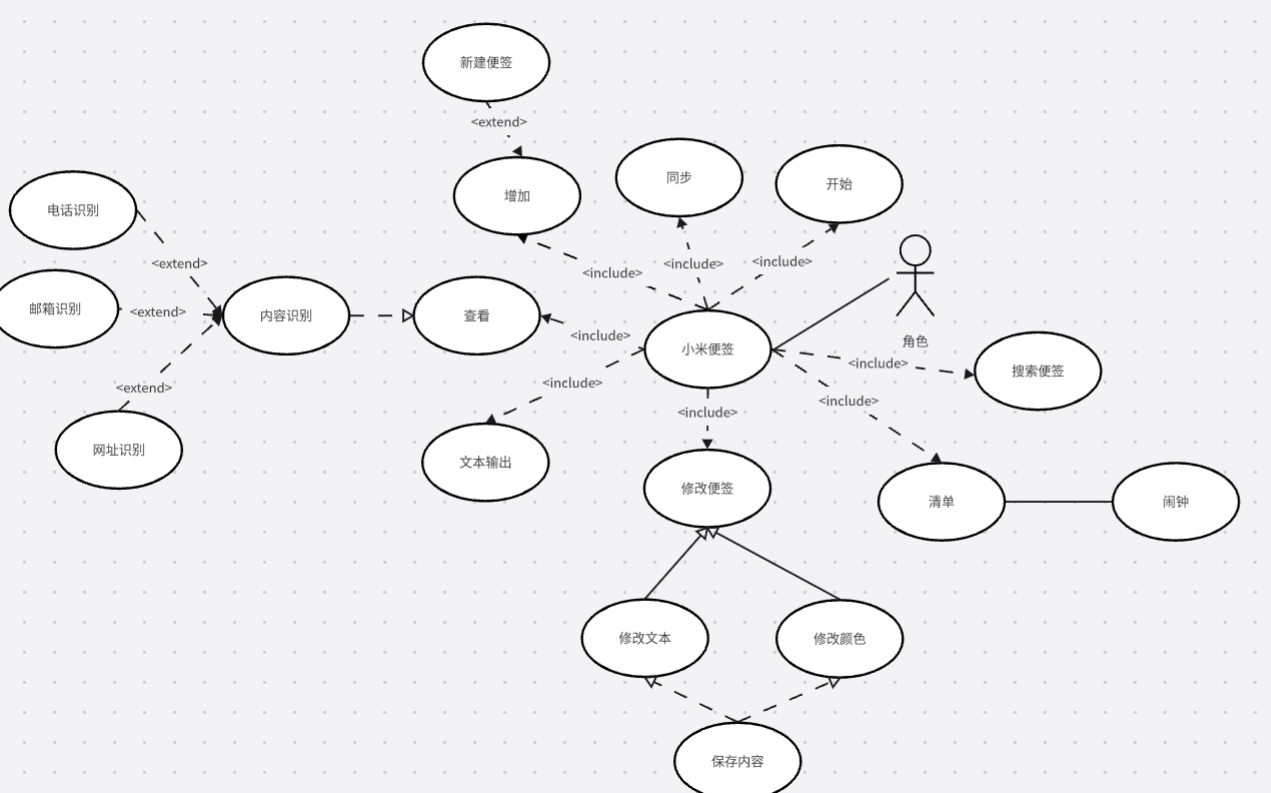 新建便签
<extend>
同步
开始
增加
电话识别
<extend>
<include>
<include>
<include>
邮箱识别
<extend>
内容识别
查看
<include>
小米便签
角色
<include>
搜索便签
<extend>
<include>
<include>
<include>
网址识别
文本输出
修改便签
清单
闹钟
修改文本
修改颜色
保存内容